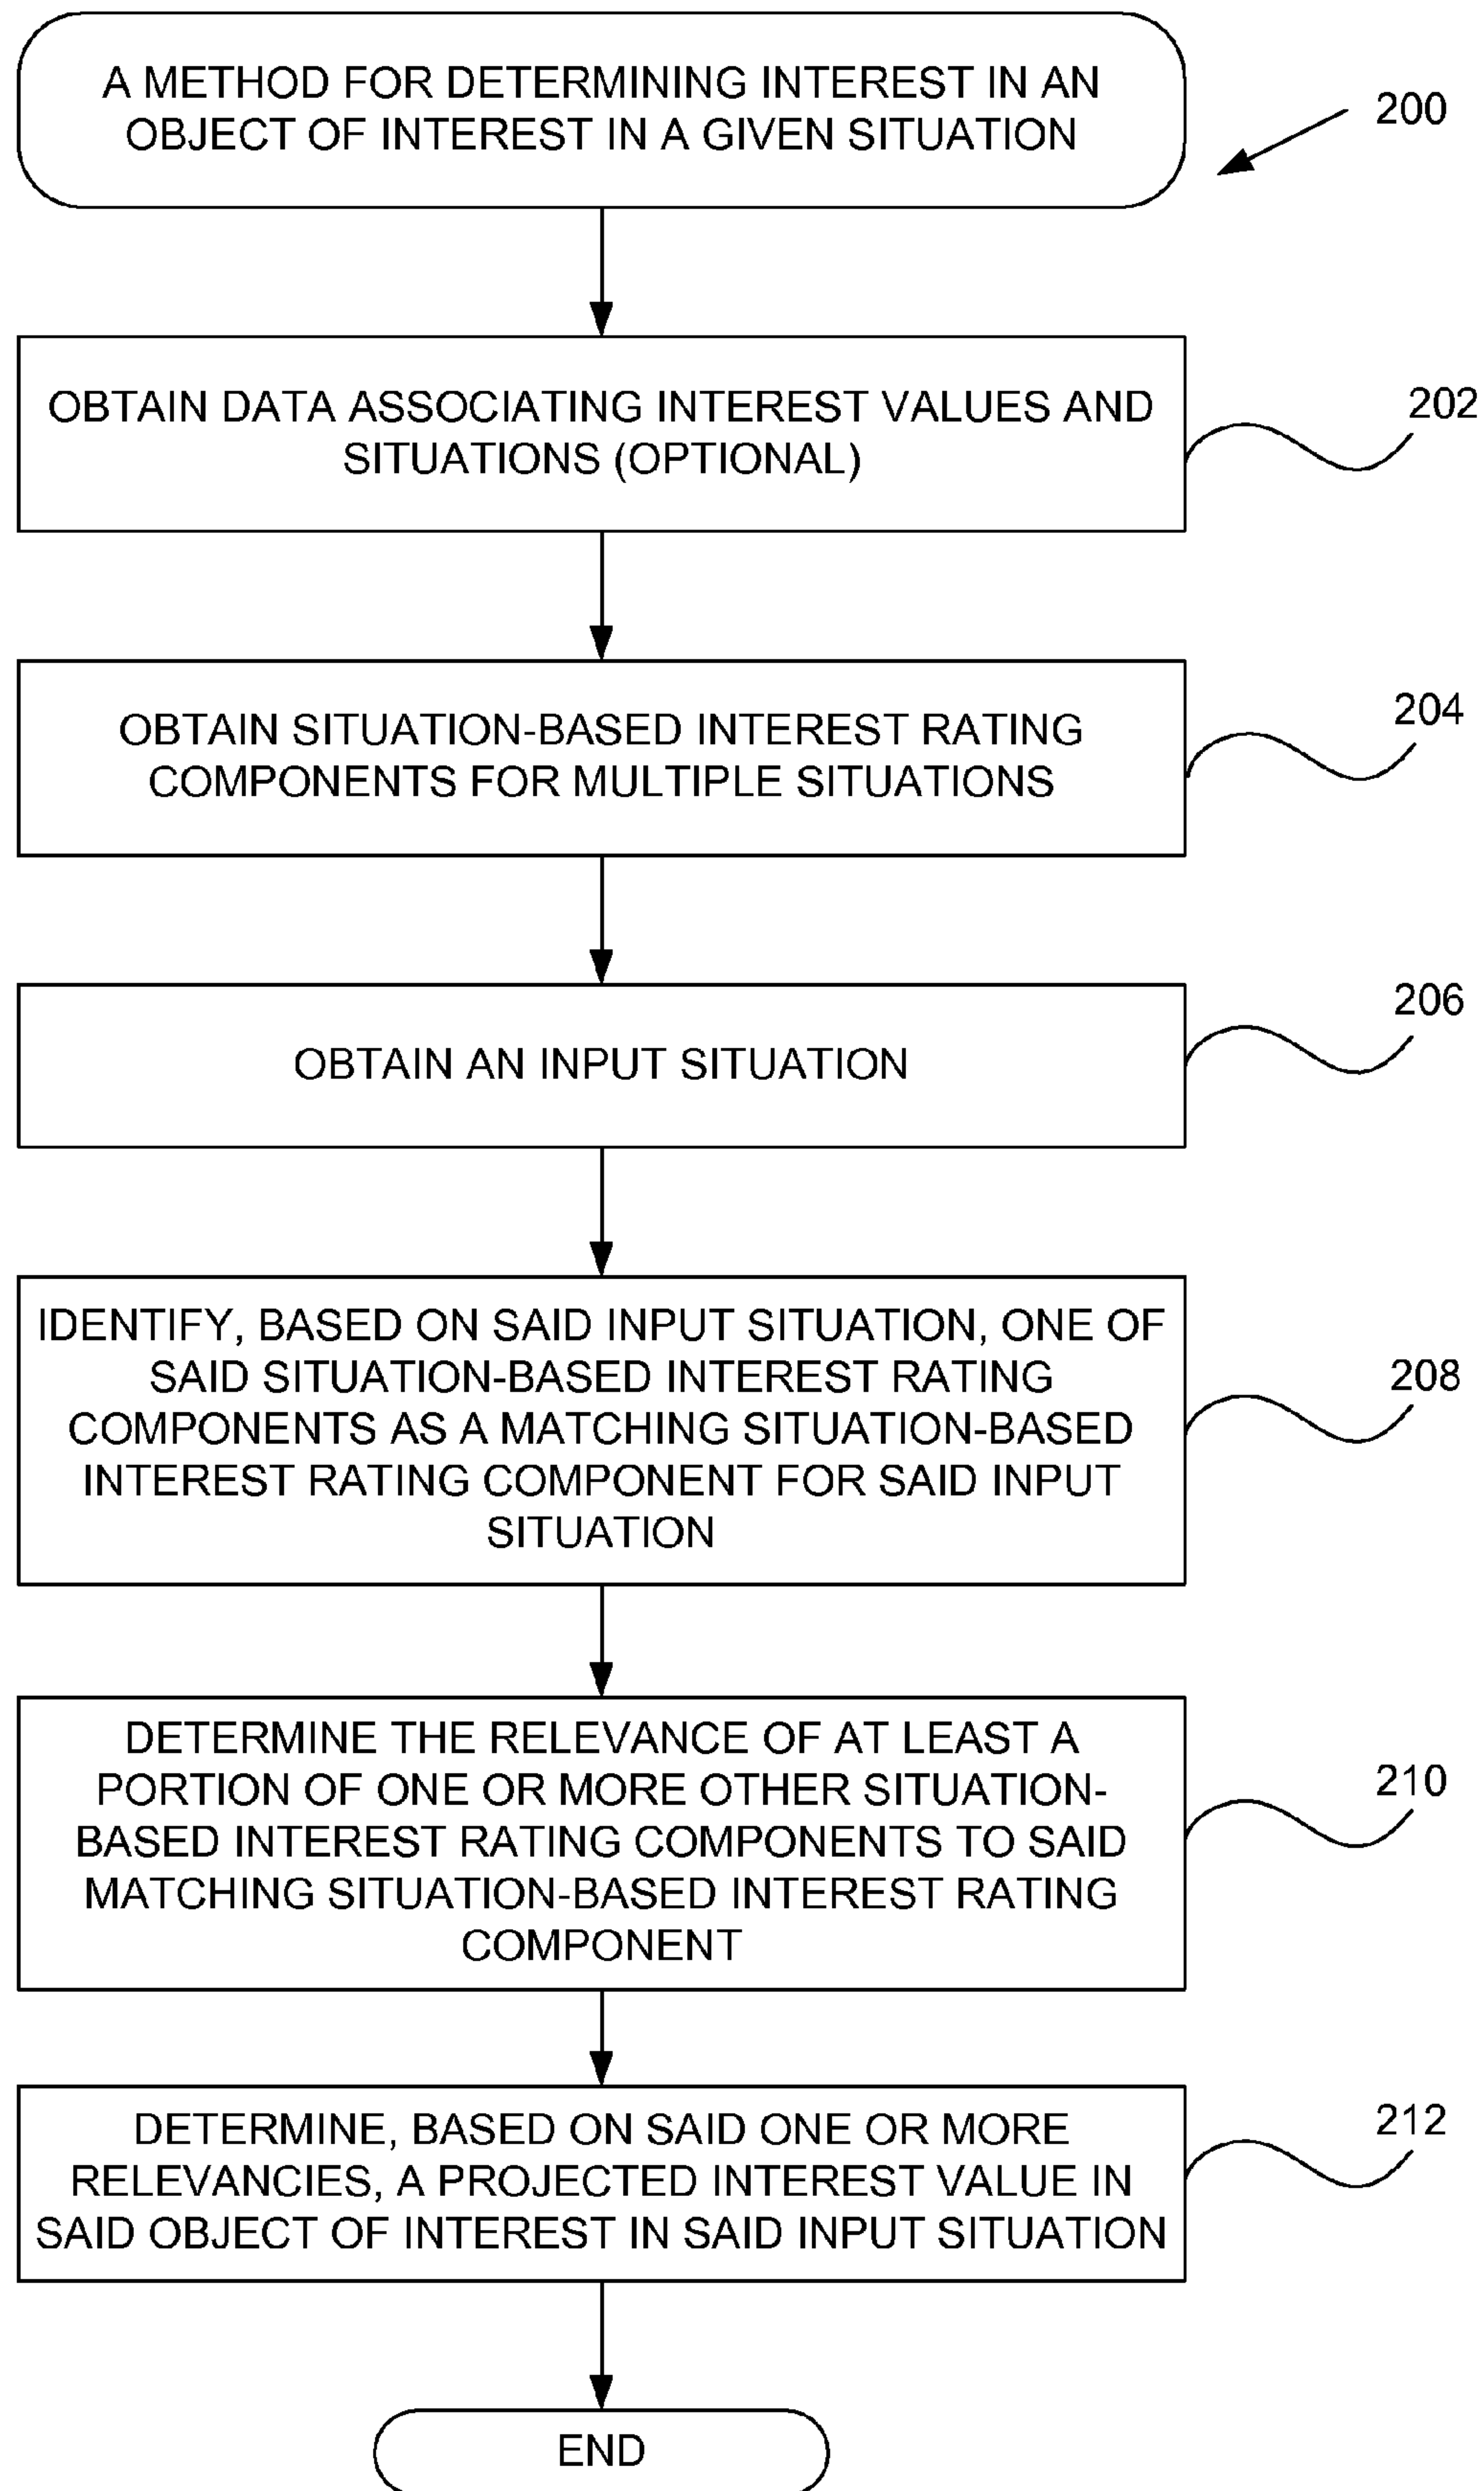 A METHOD FOR DETERMINING INTEREST IN AN
OBJECT OF INTEREST IN A GIVEN SITUATION
200
OBTAIN DATA ASSOCIATING INTEREST VALUES AND
SITUATIONS (OPTIONAL)
202
OBTAIN SITUATION-BASED INTEREST RATING
COMPONENTS FOR MULTIPLE SITUATIONS
204
OBTAIN AN INPUT SITUATION
206
IDENTIFY, BASED ON SAID INPUT SITUATION, ONE OF
SAID SITUATION-BASED INTEREST RATING
COMPONENTS AS A MATCHING SITUATION-BASED
INTEREST RATING COMPONENT FOR SAID INPUT
SITUATION
208
DETERMINE THE RELEVANCE OF AT LEAST A
PORTION OF ONE OR MORE OTHER SITUATION-
BASED INTEREST RATING COMPONENTS TO SAID
MATCHING SITUATION-BASED INTEREST RATING
COMPONENT
210
DETERMINE, BASED ON SAID ONE OR MORE
RELEVANCIES, A PROJECTED INTEREST VALUE IN
SAID OBJECT OF INTEREST IN SAID INPUT SITUATION
212
END